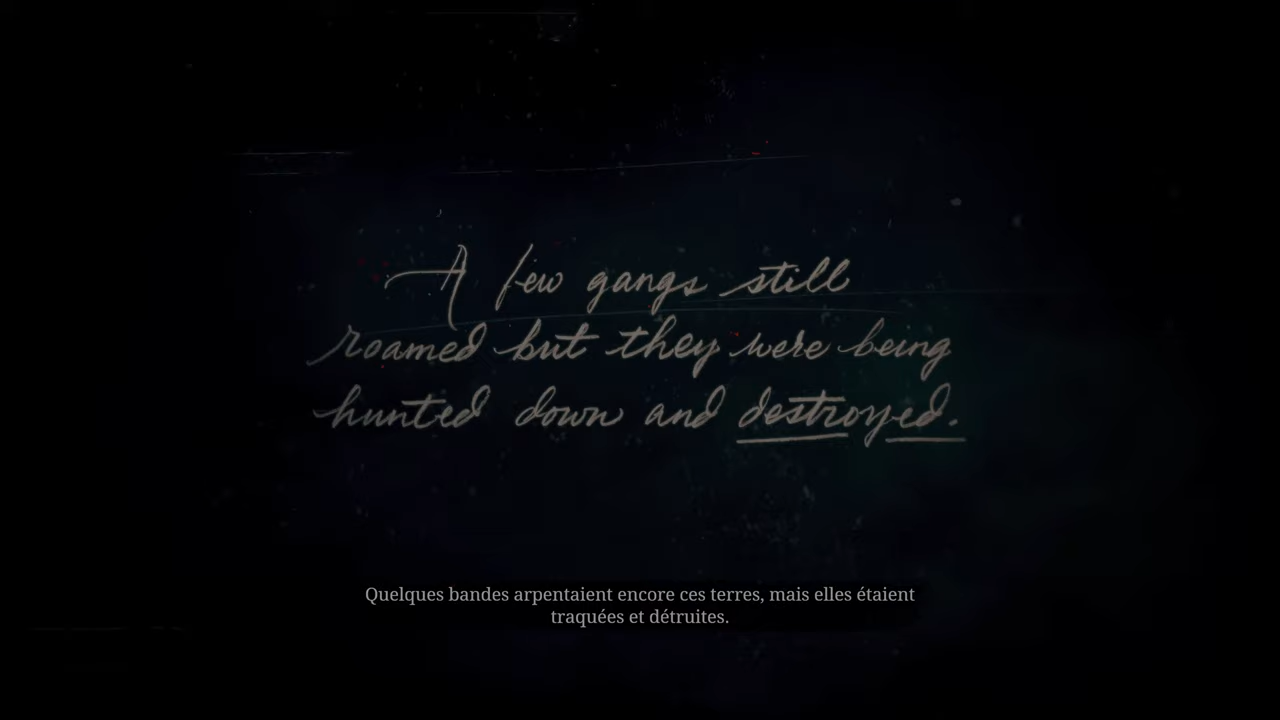 A few gangs still
roamed but they were being
hunted down and destroyed.
Quelques bandes arpentaient encore ces terres, mais elles étaient
traquées et détruites.